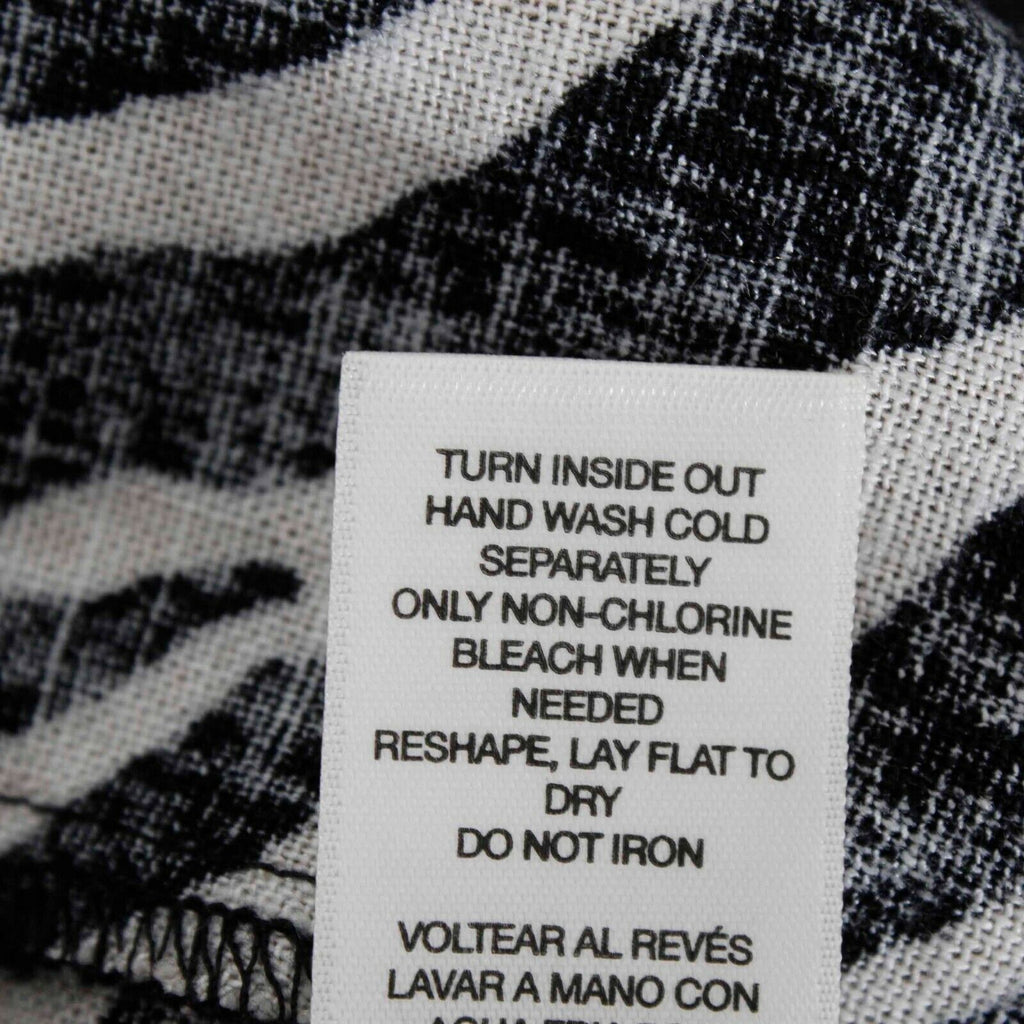 TURN INSIDE OUT
HAND WASH COLD
SEPARATELY
ONLY NON-CHLORINE
BLEACH WHEN
NEEDED
RESHAPE, LAY FLAT TO
DRY
DO NOT IRON
VOLTEAR AL REVÉS
LAVAR A MANO CON
AGUA